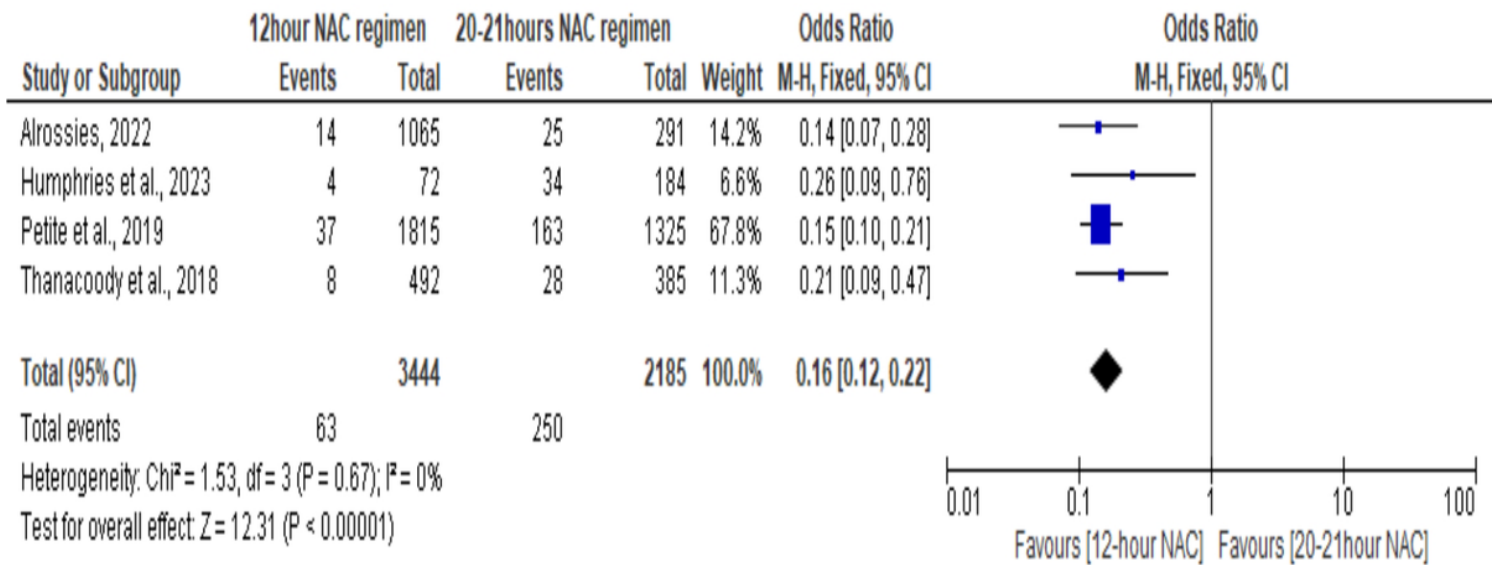 12hour NAC regimen 20-21hours NAC regimen Odds Ratio Odds Ratio
Study or Subgroup Events Total Events Total Weight M-H, Fixed, 95% CI M-H, Fixed, 95% CI
Alrossies, 2022 14 1065 25 291 14.2% 0.14 [0.07, 0.28]
Humphries et al., 2023 4 72 34 184 6.6% 0.26 [0.09, 0.76]
Petite et al., 2019 37 1815 163 1325 67.8% 0.15 [0.10, 0.21]
Thanacoody et al., 2018 8 492 28 385 11.3% 0.21 [0.09, 0.47]
Total (95% CI) 3444 2185 100.0% 0.16 [0.12, 0.22]
Total events 63 250
Heterogeneity: Chi² = 1.53, df = 3 (P = 0.67); I² = 0%
Test for overall effect: Z = 12.31 (P < 0.00001)
0.01 0.1 1 10 100
Favours [12-hour NAC] Favours [20-21hour NAC]